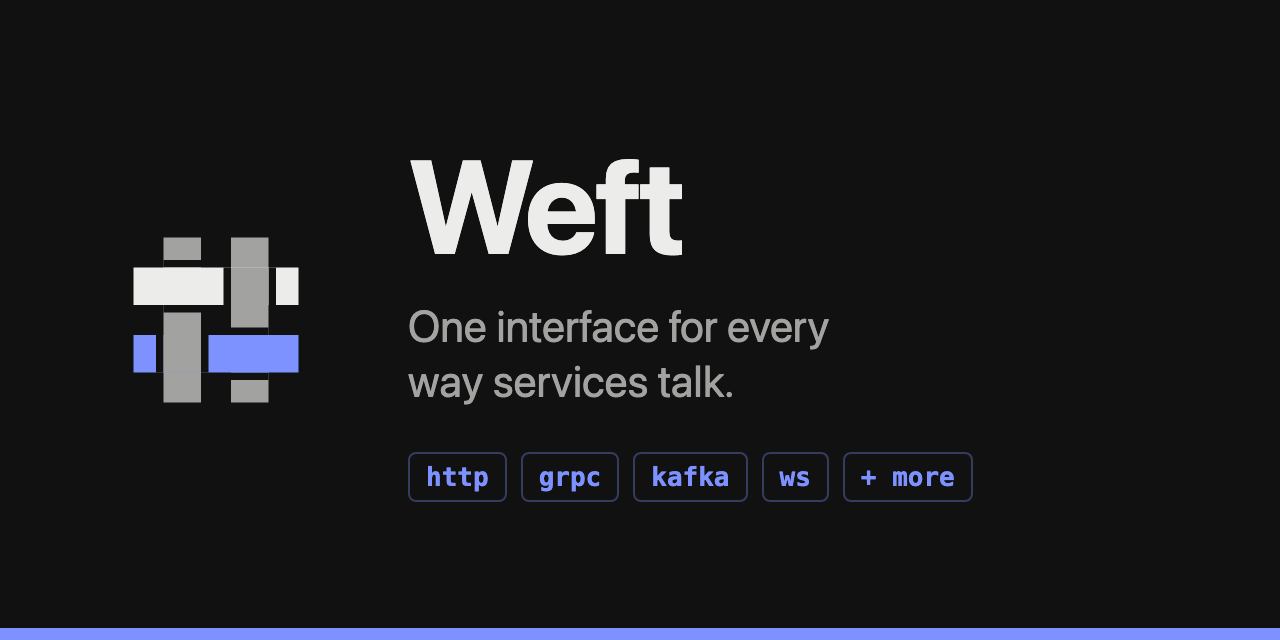 Weft
One interface for every
way services talk.
http grpc kafka ws + more